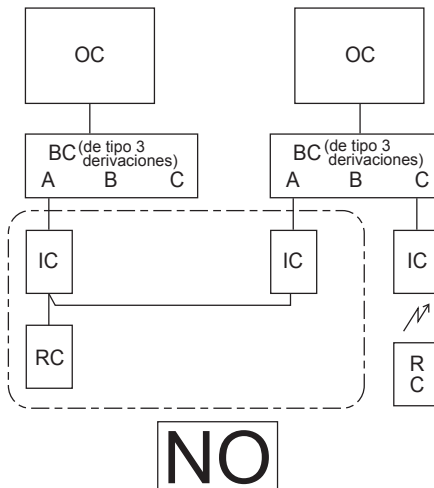 OC
OC
BC (de tipo 3 derivaciones)
A B C
BC (de tipo 3 derivaciones)
A B C
IC
IC
IC
RC
R
C
NO